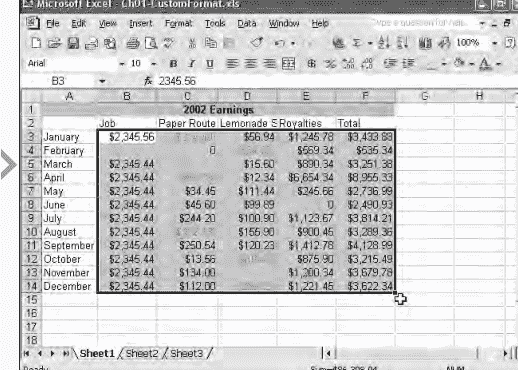 Microsoft Excel - Ch01-CustomFormat.xls
File Edit View Insert Format Tools Data Window Help
100%
Arial 10 B I U
B3 fx 2345.56
A B C D E F G H
1 2002 Earnings
2 Job Paper Route Lemonade S Royalties Total
3 January $2,345.56 $56.94 $1,245.78 $3,433.83
4 February 0 $569.34 $535.34
5 March $2,345.44 $15.60 $890.34 $3,251.38
6 April $2,345.44 $12.34 $6,654.34 $8,955.33
7 May $2,345.44 $34.45 $111.44 $245.66 $2,736.99
8 June $2,345.44 $45.60 $99.89 0 $2,490.93
9 July $2,345.44 $244.20 $100.90 $1,123.67 $3,814.21
10 August $2,345.44 $155.90 $900.45 $3,289.36
11 September $2,345.44 $250.54 $120.23 $1,412.78 $4,128.99
12 October $2,345.44 $13.56 $875.90 $3,215.49
13 November $2,345.44 $134.00 $1,200.34 $3,679.78
14 December $2,345.44 $112.00 $1,221.45 $3,622.34
15
16
17
18
Sheet1 Sheet2 Sheet3
Ready NUM